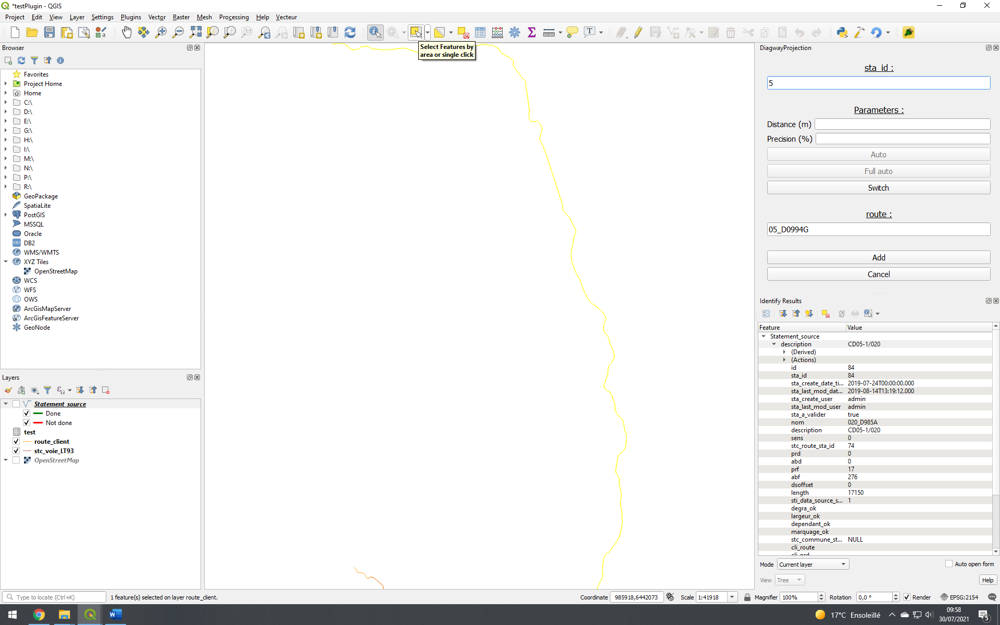 *testPlugin - QGIS
Project Edit View Layer Settings Plugins Vector Raster Mesh Processing Help Vecteur
Select Features by
area or single click
Browser
Favorites
Project Home
Home
C:\
D:\
E:\
G:\
H:\
I:\
M:\
N:\
P:\
R:\
GeoPackage
SpatiaLite
PostGIS
MSSQL
Oracle
DB2
WMS/WMTS
XYZ Tiles
OpenStreetMap
WCS
WFS
OWS
ArcGisMapServer
ArcGisFeatureServer
GeoNode
Layers
Statement_source
Done
Not done
test
route_client
stc_voie_LT93
OpenStreetMap
DiagwayProjection
sta_id :
5
Parameters :
Distance (m)
Precision (%)
Auto
Full auto
Switch
route :
05_D0994G
Add
Cancel
Identify Results
Feature Value
Statement_source
description CD05-1/020
(Derived)
(Actions)
id 84
sta_id 84
sta_create_date_ti... 2019-07-24T00:00:00.000
sta_last_mod_dat... 2019-08-14T13:19:12.000
sta_create_user admin
sta_last_mod_user admin
sta_a_valider true
nom 020_D985A
description CD05-1/020
sens 0
stc_route_sta_id 74
prd 0
abd 0
prf 17
abf 276
dsoffset 0
length 17150
sti_data_source_s... 1
degra_ok
largeur_ok
dependant_ok
marquage_ok
stc_commune_st... NULL
cli_route
cli_prd
Mode Current layer Auto open form
View Tree Help
Type to locate (Ctrl+K) 1 feature(s) selected on layer route_client. Coordinate 985918,6442073 Scale 1:41918 Magnifier 100% Rotation 0,0 ° Render EPSG:2154
17°C Ensoleillé 09:58
30/07/2021
5